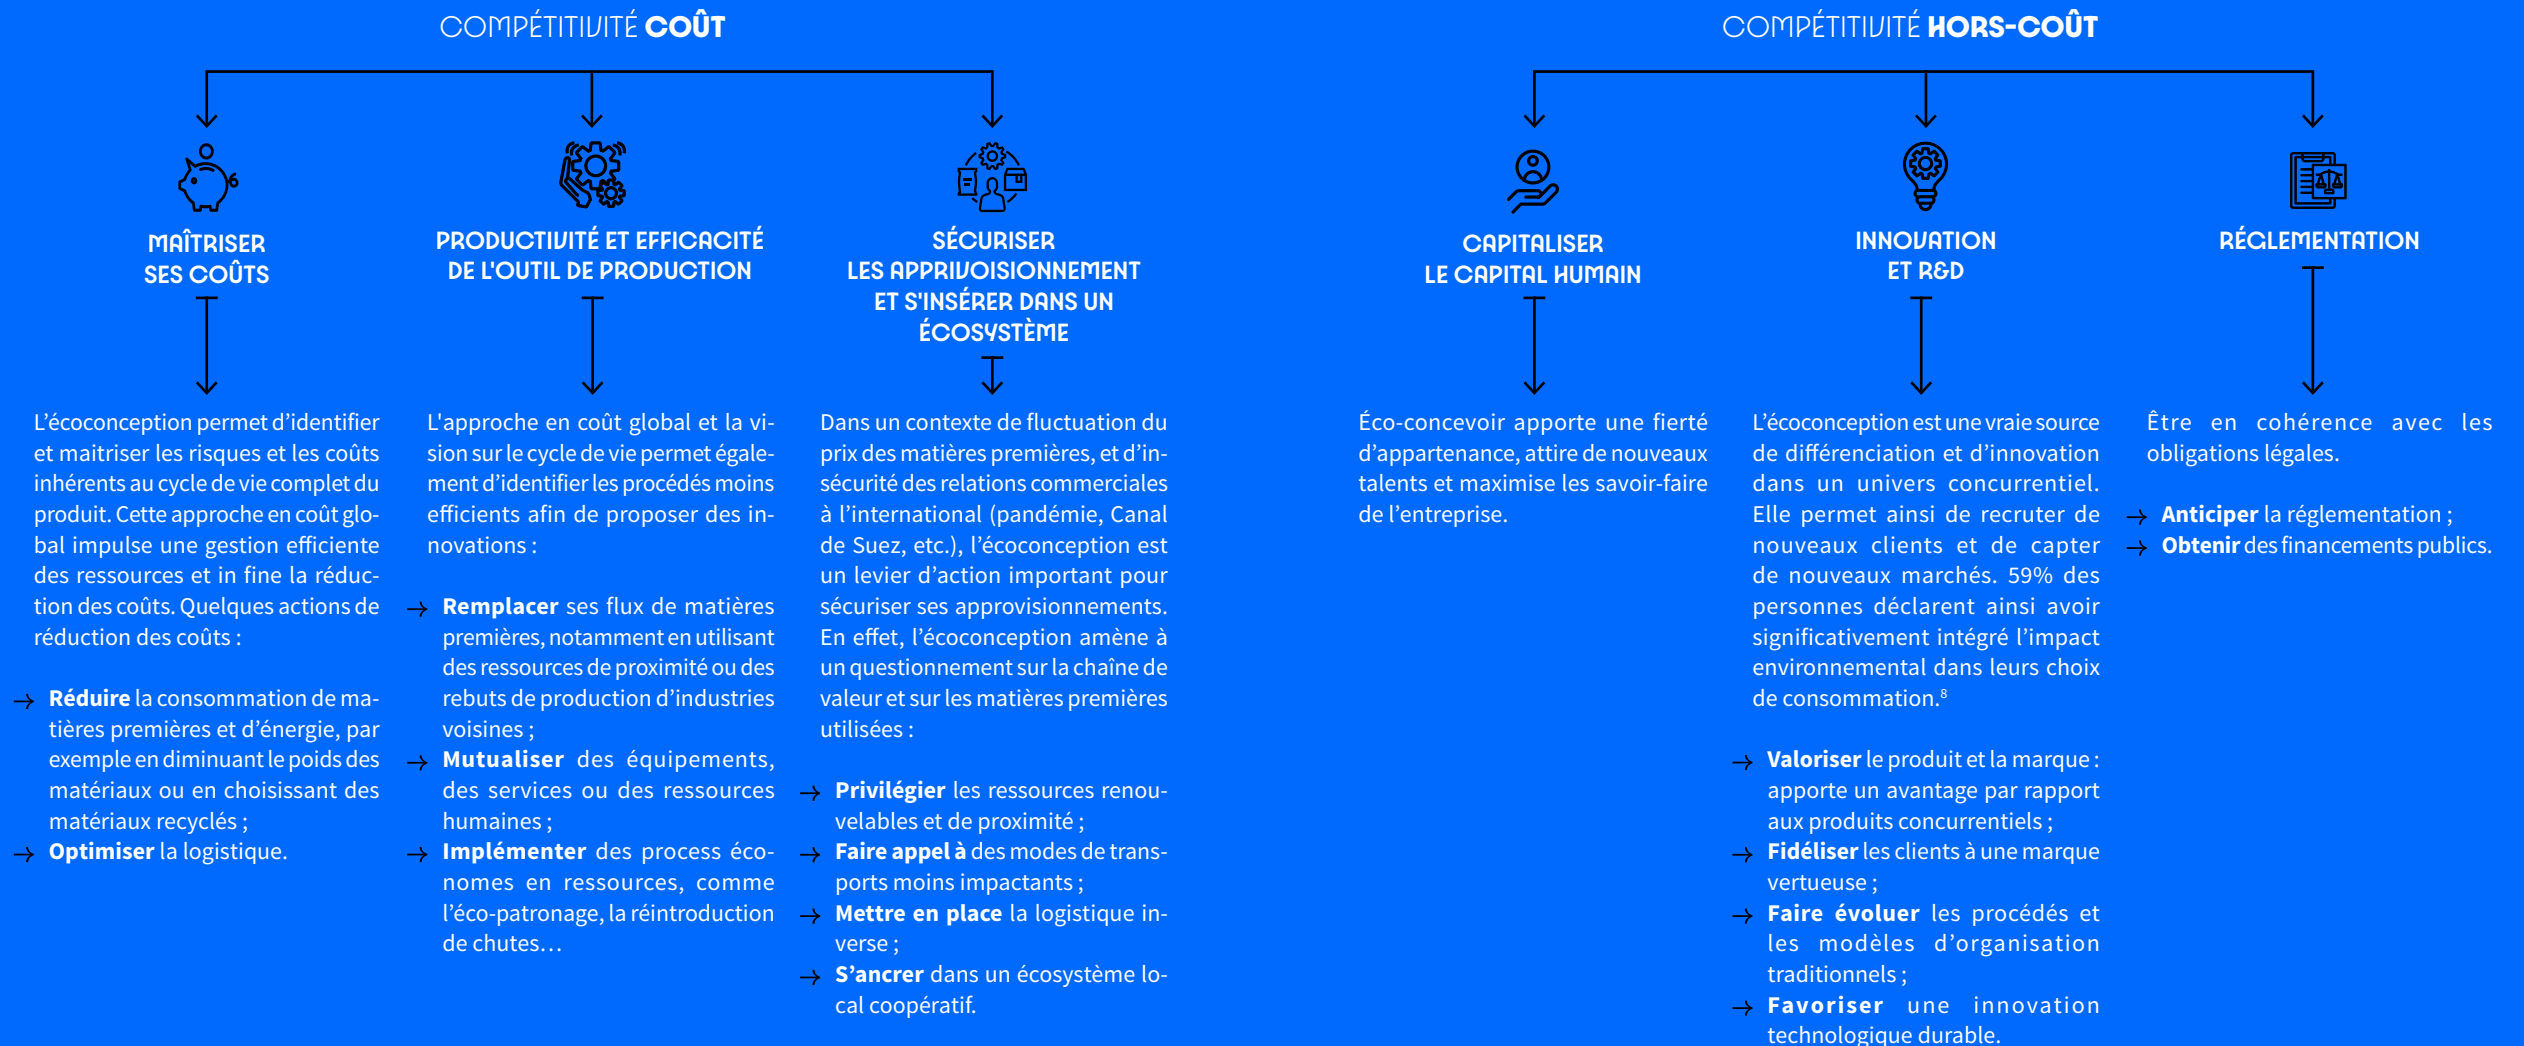 COMPÉTITIVITÉ COÛT
MAÎTRISER
SES COÛTS
L’écoconception permet d’identifier
et maitriser les risques et les coûts
inhérents au cycle de vie complet du
produit. Cette approche en coût glo-
bal impulse une gestion efficiente
des ressources et in fine la réduc-
tion des coûts. Quelques actions de
réduction des coûts :
→ Réduire la consommation de ma-
tières premières et d’énergie, par
exemple en diminuant le poids des
matériaux ou en choisissant des
matériaux recyclés ;
→ Optimiser la logistique.
PRODUCTIVITÉ ET EFFICACITÉ
DE L'OUTIL DE PRODUCTION
L'approche en coût global et la vi-
sion sur le cycle de vie permet égale-
ment d’identifier les procédés moins
efficients afin de proposer des in-
novations :
→ Remplacer ses flux de matières
premières, notamment en utilisant
des ressources de proximité ou des
rebuts de production d’industries
voisines ;
→ Mutualiser des équipements,
des services ou des ressources
humaines ;
→ Implémenter des process éco-
nomes en ressources, comme
l’éco-patronage, la réintroduction
de chutes…
SÉCURISER
LES APPRIVOISIONNEMENT
ET S'INSÉRER DANS UN
ÉCOSYSTÈME
Dans un contexte de fluctuation du
prix des matières premières, et d’in-
sécurité des relations commerciales
à l’international (pandémie, Canal
de Suez, etc.), l’écoconception est
un levier d’action important pour
sécuriser ses approvisionnements.
En effet, l’écoconception amène à
un questionnement sur la chaîne de
valeur et sur les matières premières
utilisées :
→ Privilégier les ressources renou-
velables et de proximité ;
→ Faire appel à des modes de trans-
ports moins impactants ;
→ Mettre en place la logistique in-
verse ;
→ S’ancrer dans un écosystème lo-
cal coopératif.
COMPÉTITIVITÉ HORS-COÛT
CAPITALISER
LE CAPITAL HUMAIN
Éco-concevoir apporte une fierté
d’appartenance, attire de nouveaux
talents et maximise les savoir-faire
de l’entreprise.
INNOVATION
ET R&D
L’écoconception est une vraie source
de différenciation et d’innovation
dans un univers concurrentiel.
Elle permet ainsi de recruter de
nouveaux clients et de capter
de nouveaux marchés. 59% des
personnes déclarent ainsi avoir
significativement intégré l’impact
environnemental dans leurs choix
de consommation.⁸
→ Valoriser le produit et la marque :
apporte un avantage par rapport
aux produits concurrentiels ;
→ Fidéliser les clients à une marque
vertueuse ;
→ Faire évoluer les procédés et
les modèles d’organisation
traditionnels ;
→ Favoriser une innovation
technologique durable.
RÉGLEMENTATION
Être en cohérence avec les
obligations légales.
→ Anticiper la réglementation ;
→ Obtenir des financements publics.